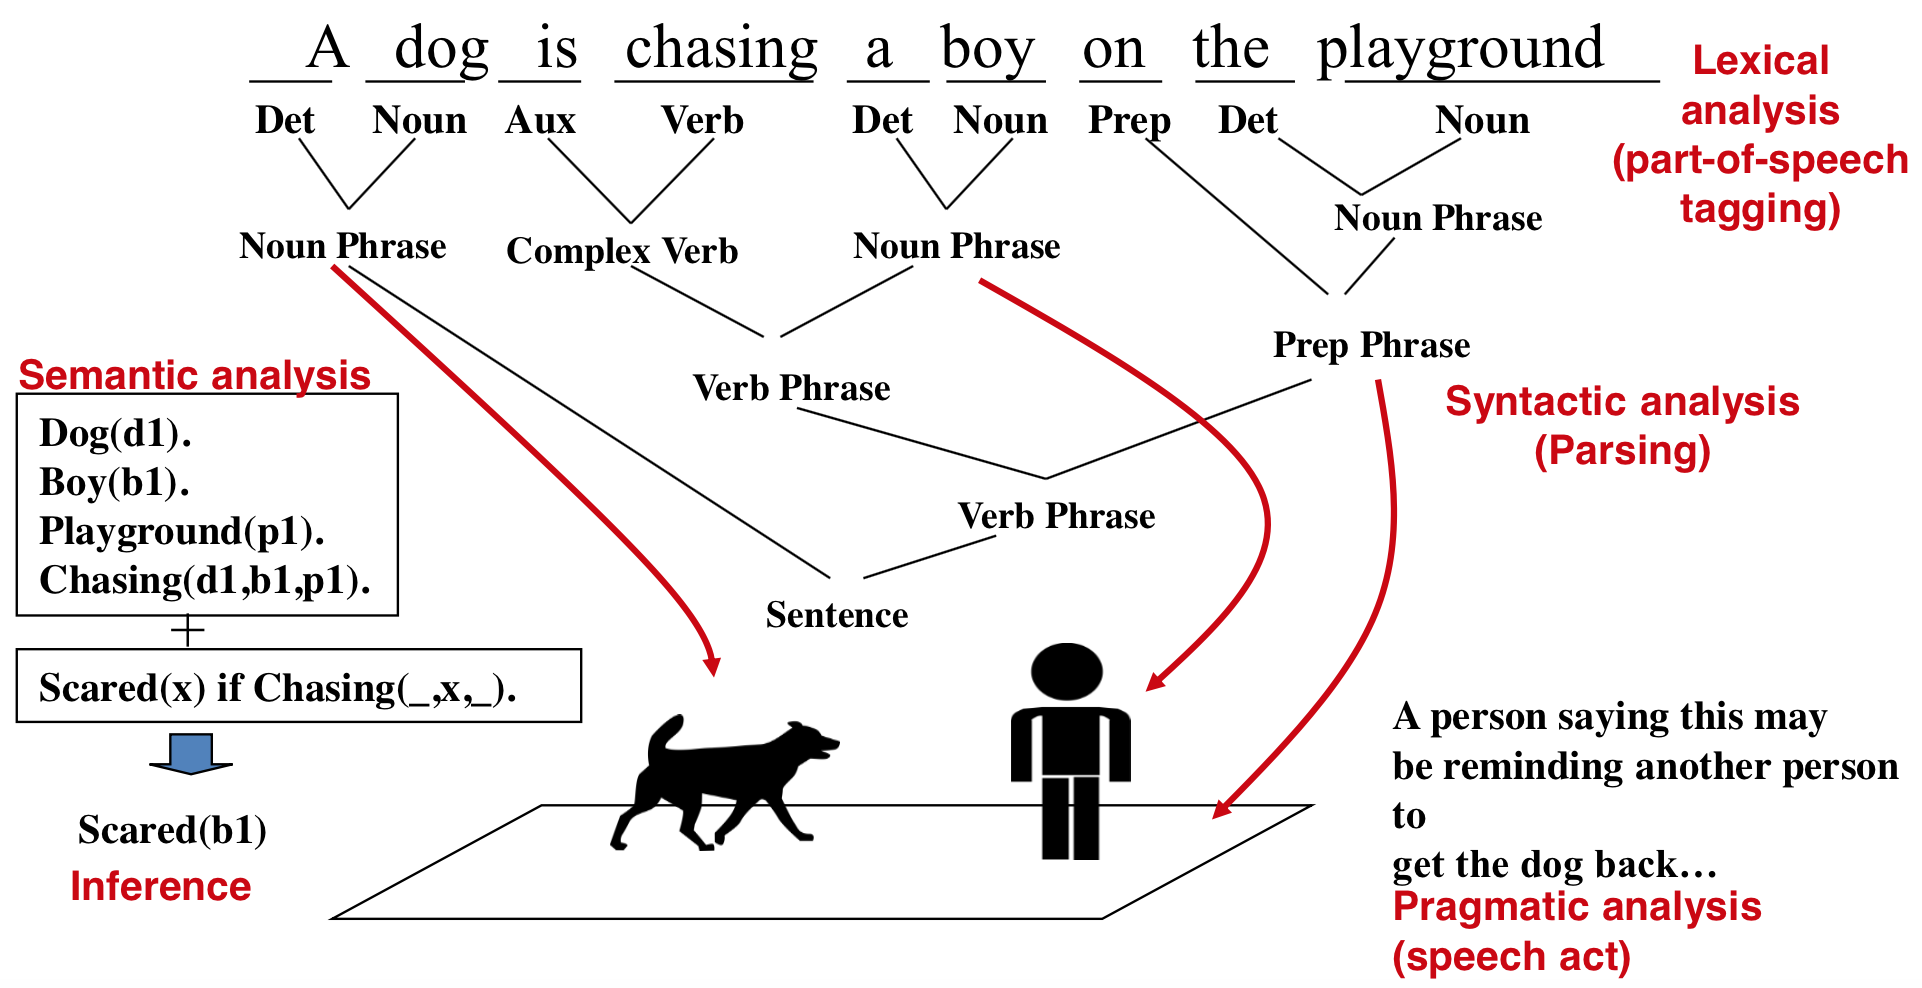 A dog is chasing a boy on the playground
Det Noun Aux Verb Det Noun Prep Det Noun
Lexical
analysis
(part-of-speech
tagging)
Noun Phrase Complex Verb Noun Phrase Noun Phrase
Prep Phrase
Verb Phrase
Syntactic analysis
(Parsing)
Verb Phrase
Sentence
Semantic analysis
Dog(d1).
Boy(b1).
Playground(p1).
Chasing(d1,b1,p1).
+
Scared(x) if Chasing(_,x,_).
Scared(b1)
Inference
A person saying this may
be reminding another person
to
get the dog back…
Pragmatic analysis
(speech act)